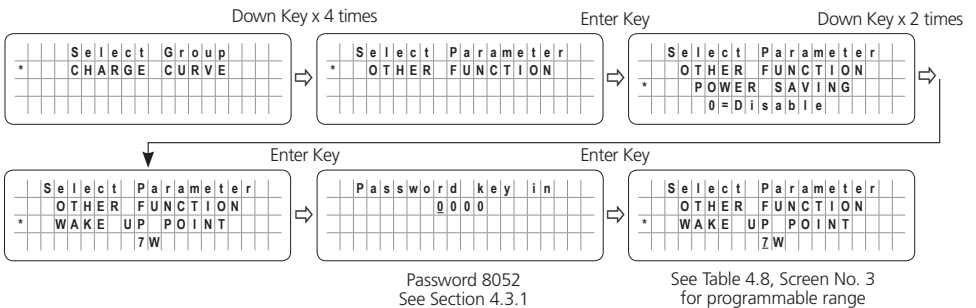 Down Key x 4 times
Enter Key
Down Key x 2 times
Select Group
* CHARGE CURVE
Select Parameter
* OTHER FUNCTION
Select Parameter
OTHER FUNCTION
* POWER SAVING
0=Disable
Enter Key
Enter Key
Select Parameter
OTHER FUNCTION
* WAKE UP POINT
7W
Password key in
0000
Select Parameter
OTHER FUNCTION
* WAKE UP POINT
7W
Password 8052
See Section 4.3.1
See Table 4.8, Screen No. 3
for programmable range